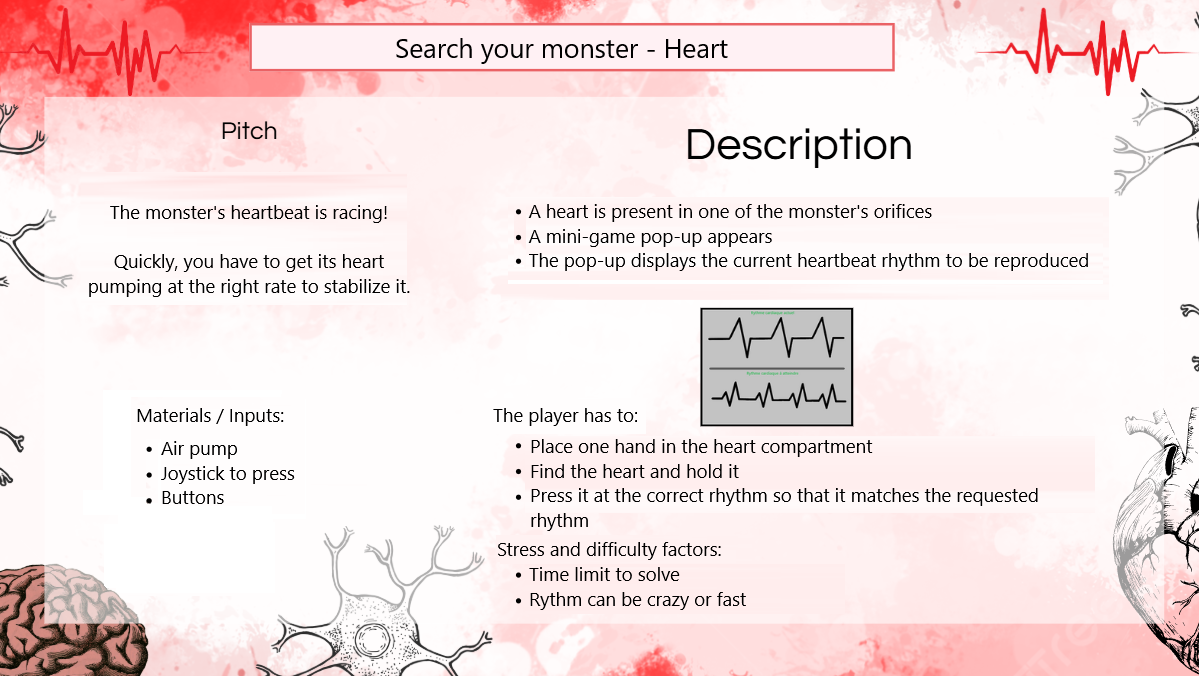 Search your monster - Heart
Pitch
The monster's heartbeat is racing!
Quickly, you have to get its heart
pumping at the right rate to stabilize it.
Materials / Inputs:
• Air pump
• Joystick to press
• Buttons
Description
• A heart is present in one of the monster's orifices
• A mini-game pop-up appears
• The pop-up displays the current heartbeat rhythm to be reproduced
The player has to:
• Place one hand in the heart compartment
• Find the heart and hold it
• Press it at the correct rhythm so that it matches the requested
rhythm
Stress and difficulty factors:
• Time limit to solve
• Rythm can be crazy or fast